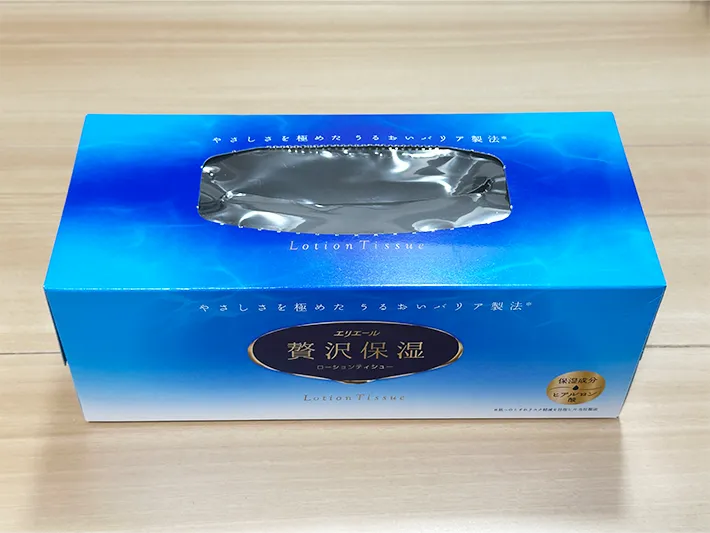 やさしさを極めた うるおいバリア製法®
Lotion Tissue
やさしさを極めた うるおいバリア製法®
エリエール
贅沢保湿
ローションティシュー
Lotion Tissue
保湿成分
ヒアルロン
酸